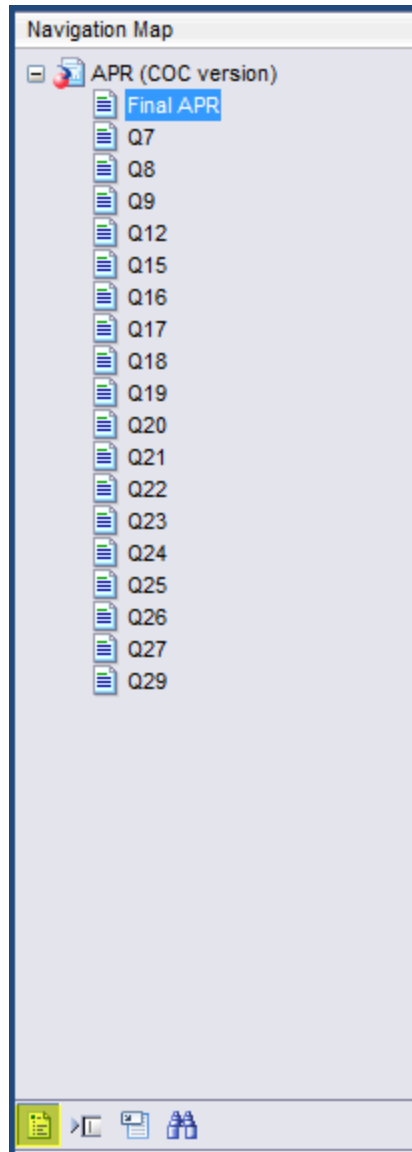 Navigation Map
APR (COC version)
Final APR
Q7
Q8
Q9
Q12
Q15
Q16
Q17
Q18
Q19
Q20
Q21
Q22
Q23
Q24
Q25
Q26
Q27
Q29